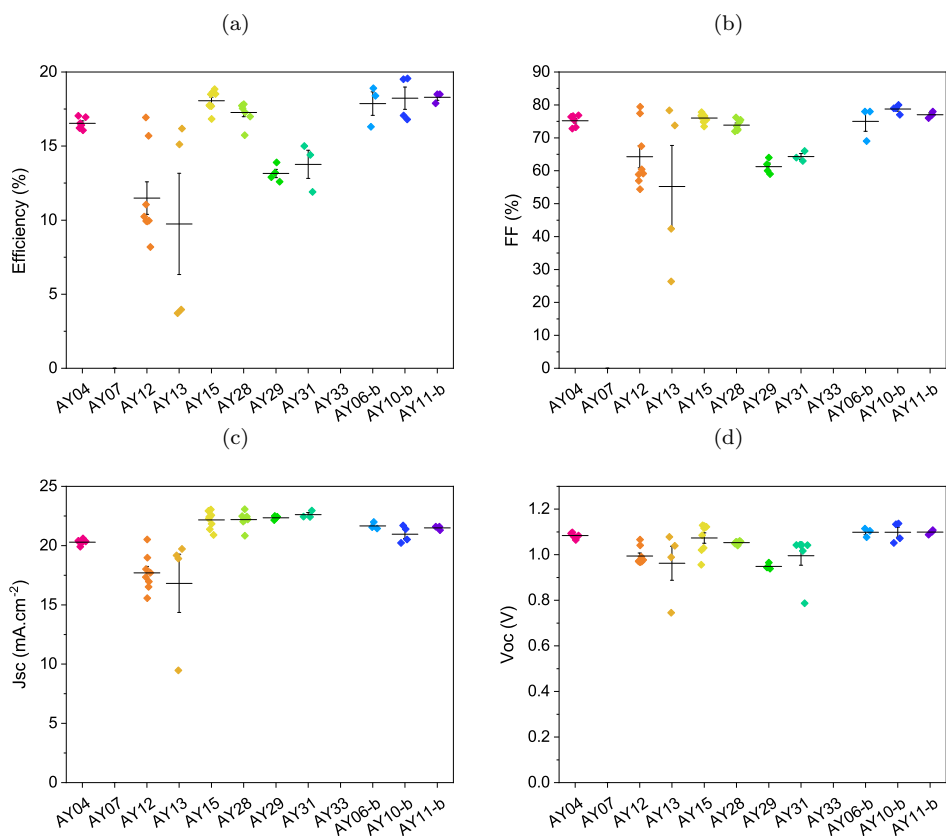 (a)
(b)
Efficiency (%)
20
15
10
5
0
AY04 AY07 AY12 AY13 AY15 AY28 AY29 AY31 AY33 AY06-b AY10-b AY11-b
FF (%)
90
80
70
60
50
40
30
20
10
0
AY04 AY07 AY12 AY13 AY15 AY28 AY29 AY31 AY33 AY06-b AY10-b AY11-b
(c)
(d)
Jsc (mA.cm⁻²)
25
20
15
10
5
0
AY04 AY07 AY12 AY13 AY15 AY28 AY29 AY31 AY33 AY06-b AY10-b AY11-b
Voc (V)
1.2
1.0
0.8
0.6
0.4
0.2
0.0
AY04 AY07 AY12 AY13 AY15 AY28 AY29 AY31 AY33 AY06-b AY10-b AY11-b